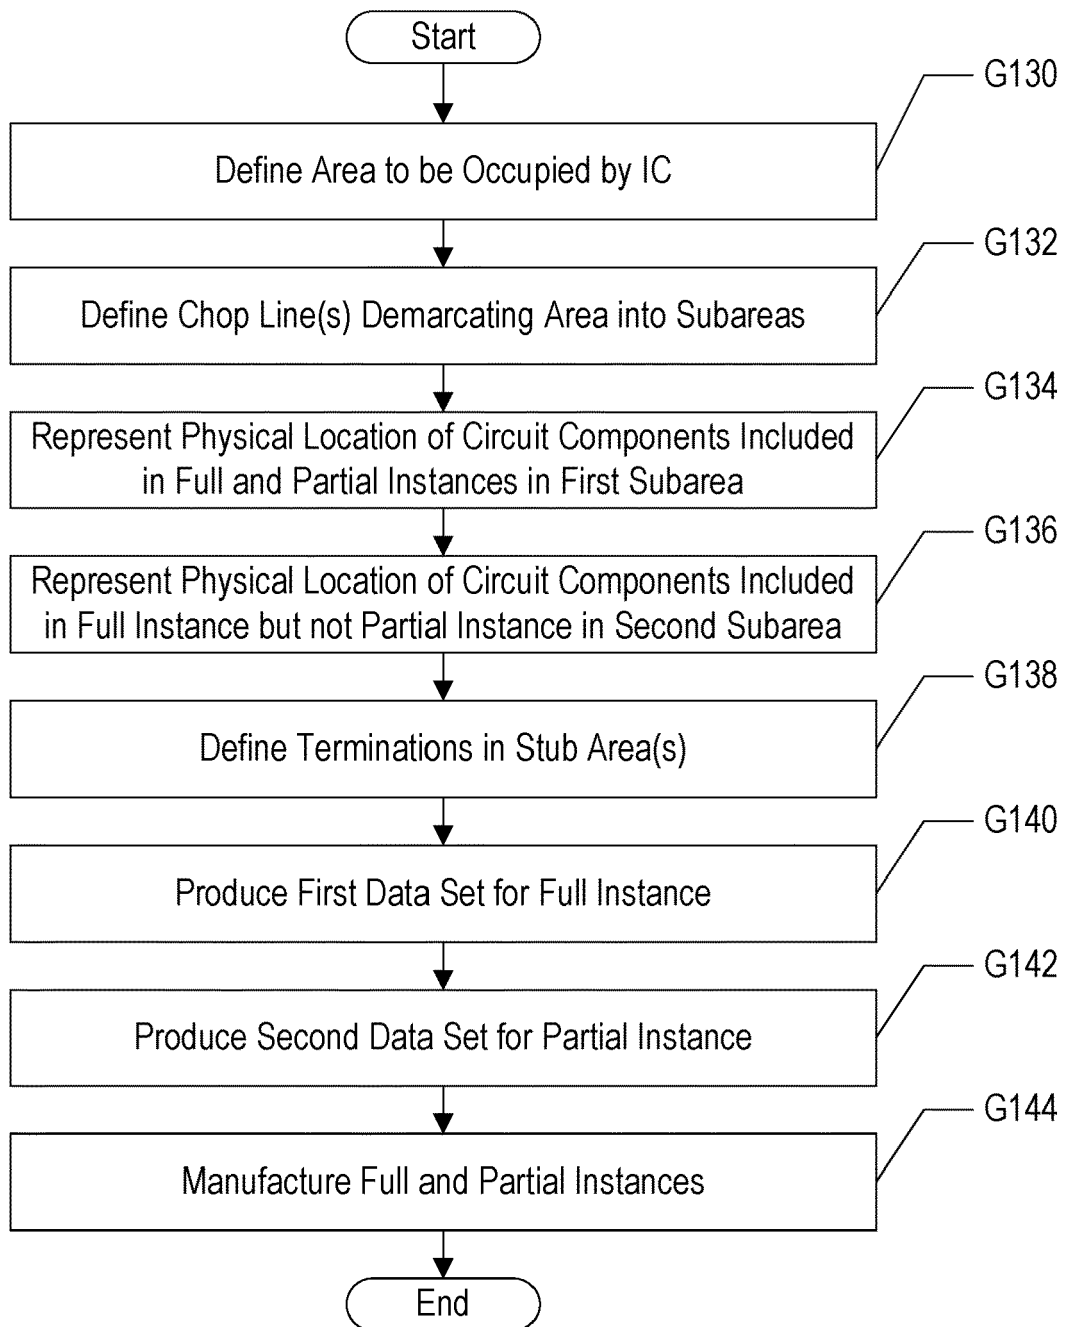 Start
G130
Define Area to be Occupied by IC
G132
Define Chop Line(s) Demarcating Area into Subareas
G134
Represent Physical Location of Circuit Components Included
in Full and Partial Instances in First Subarea
G136
Represent Physical Location of Circuit Components Included
in Full Instance but not Partial Instance in Second Subarea
G138
Define Terminations in Stub Area(s)
G140
Produce First Data Set for Full Instance
G142
Produce Second Data Set for Partial Instance
G144
Manufacture Full and Partial Instances
End